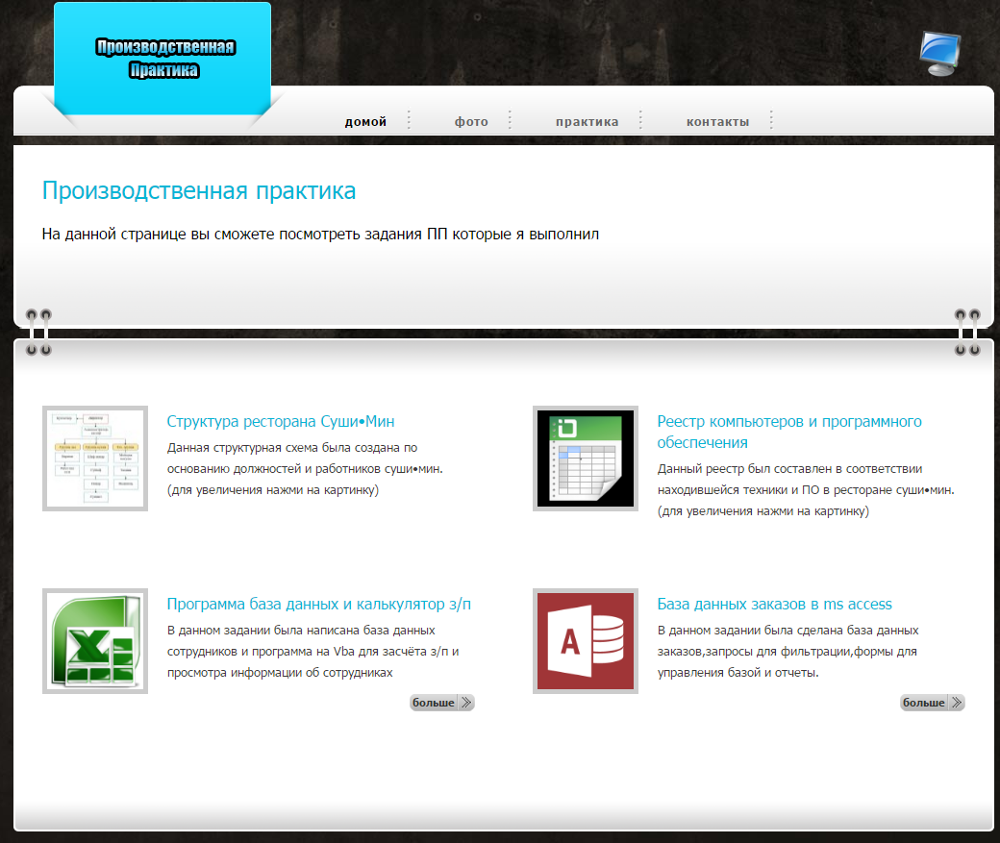 Производственная
Практика
домой
фото
практика
контакты
Производственная практика
На данной странице вы сможете посмотреть задания ПП которые я выполнил
Структура ресторана Суши•Мин
Данная структурная схема была создана по
основанию должностей и работников суши•мин.
(для увеличения нажми на картинку)
Реестр компьютеров и программного
обеспечения
Данный реестр был составлен в соответствии
находившейся техники и ПО в ресторане суши•мин.
(для увеличения нажми на картинку)
Программа база данных и калькулятор з/п
В данном задании была написана база данных
сотрудников и программа на Vba для засчёта з/п и
просмотра информации об сотрудниках
больше
База данных заказов в ms access
В данном задании была сделана база данных
заказов,запросы для фильтрации,формы для
управления базой и отчеты.
больше